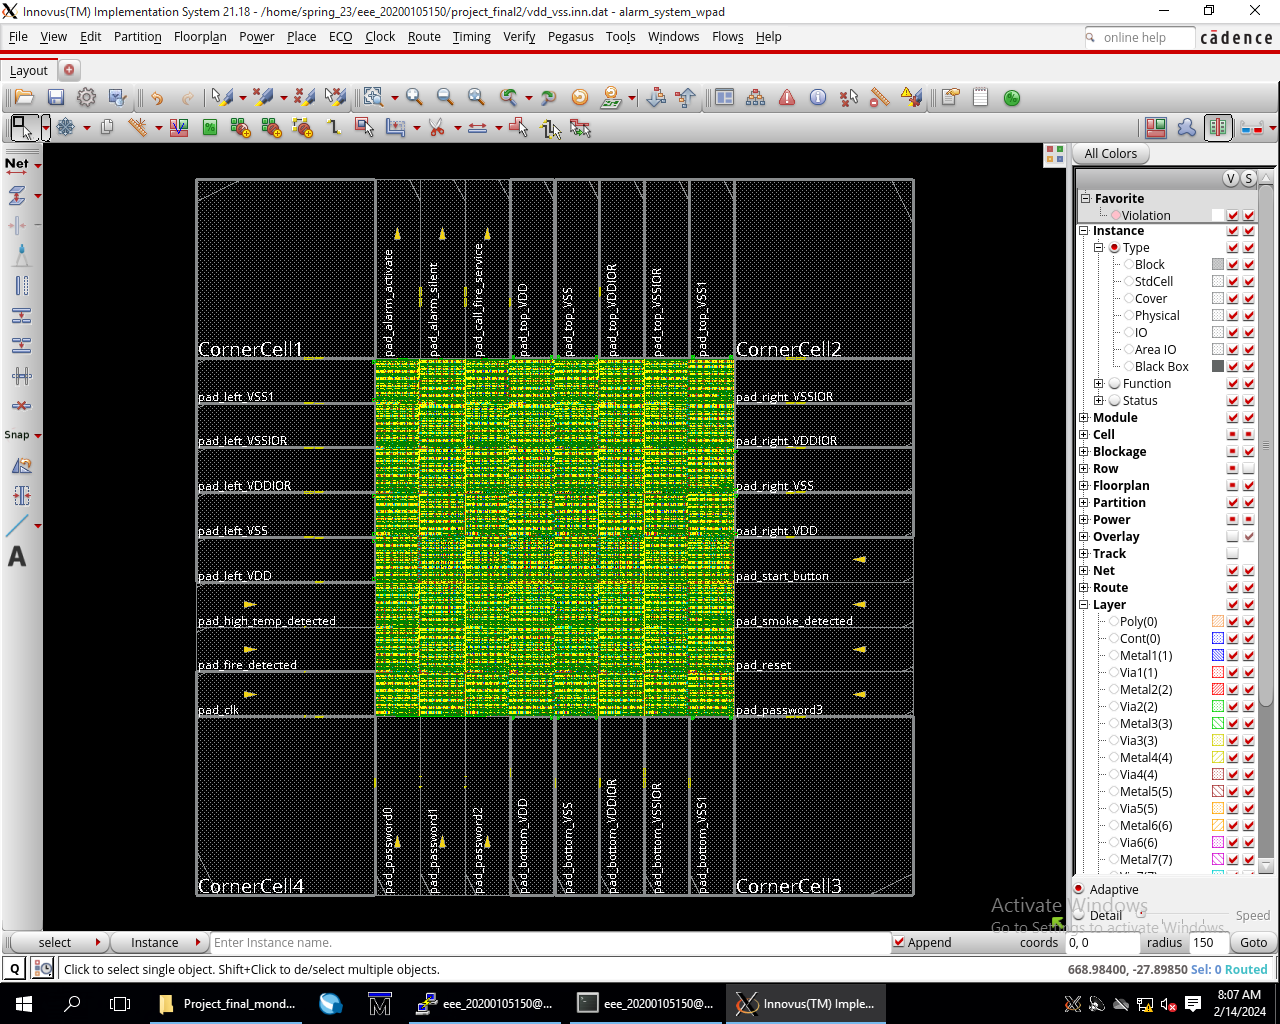 Innovus(TM) Implementation System 21.18 - /home/spring_23/eee_20200105150/project_final2/vdd_vss.inn.dat - alarm_system_wpad
File View Edit Partition Floorplan Power Place ECO Clock Route Timing Verify Pegasus Tools Windows Flows Help
online help
cādence
Layout
Net
Snap
A
All Colors
V S
Favorite
Violation
Instance
Type
Block
StdCell
Cover
Physical
IO
Area IO
Black Box
Function
Status
Module
Cell
Blockage
Row
Floorplan
Partition
Power
Overlay
Track
Net
Route
Layer
Poly(0)
Cont(0)
Metal1(1)
Via1(1)
Metal2(2)
Via2(2)
Metal3(3)
Via3(3)
Metal4(4)
Via4(4)
Metal5(5)
Via5(5)
Metal6(6)
Via6(6)
Metal7(7)
Adaptive
Detail
Speed
CornerCell1
pad_alarm_activate
pad_alarm_silent
pad_call_fire_service
pad_top_VDD
pad_top_VSS
pad_top_VDDIOR
pad_top_VSSIOR
pad_top_VSS1
CornerCell2
pad_left_VSS1
pad_left_VSSIOR
pad_left_VDDIOR
pad_left_VSS
pad_left_VDD
pad_high_temp_detected
pad_fire_detected
pad_clk
pad_right_VSSIOR
pad_right_VDDIOR
pad_right_VSS
pad_right_VDD
pad_start_button
pad_smoke_detected
pad_reset
pad_password3
CornerCell4
pad_password0
pad_password1
pad_password2
pad_bottom_VDD
pad_bottom_VSS
pad_bottom_VDDIOR
pad_bottom_VSSIOR
pad_bottom_VSS1
CornerCell3
Activate Windows
Go to Settings to activate Windows.
select Instance Enter Instance name. Append coords 0, 0 radius 150 Goto
Q Click to select single object. Shift+Click to de/select multiple objects. 668.98400, -27.89850 Sel: 0 Routed
Project_final_mond... eee_20200105150@... eee_20200105150@... Innovus(TM) Imple...
8:07 AM
2/14/2024